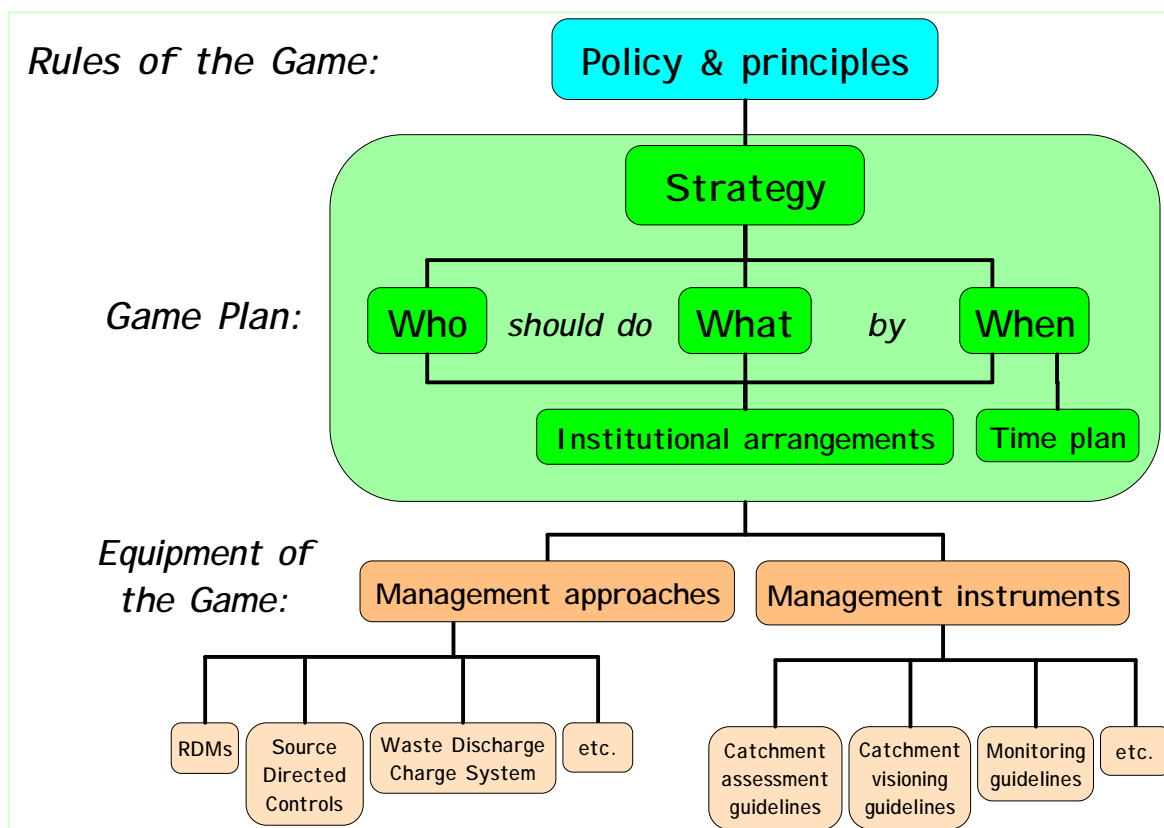 Rules of the Game:
Policy & principles
Strategy
Game Plan:
Who should do What by When
Institutional arrangements
Time plan
Equipment of
the Game:
Management approaches
Management instruments
RDMs
Source
Directed
Controls
Waste Discharge
Charge System
etc.
Catchment
assessment
guidelines
Catchment
visioning
guidelines
Monitoring
guidelines
etc.